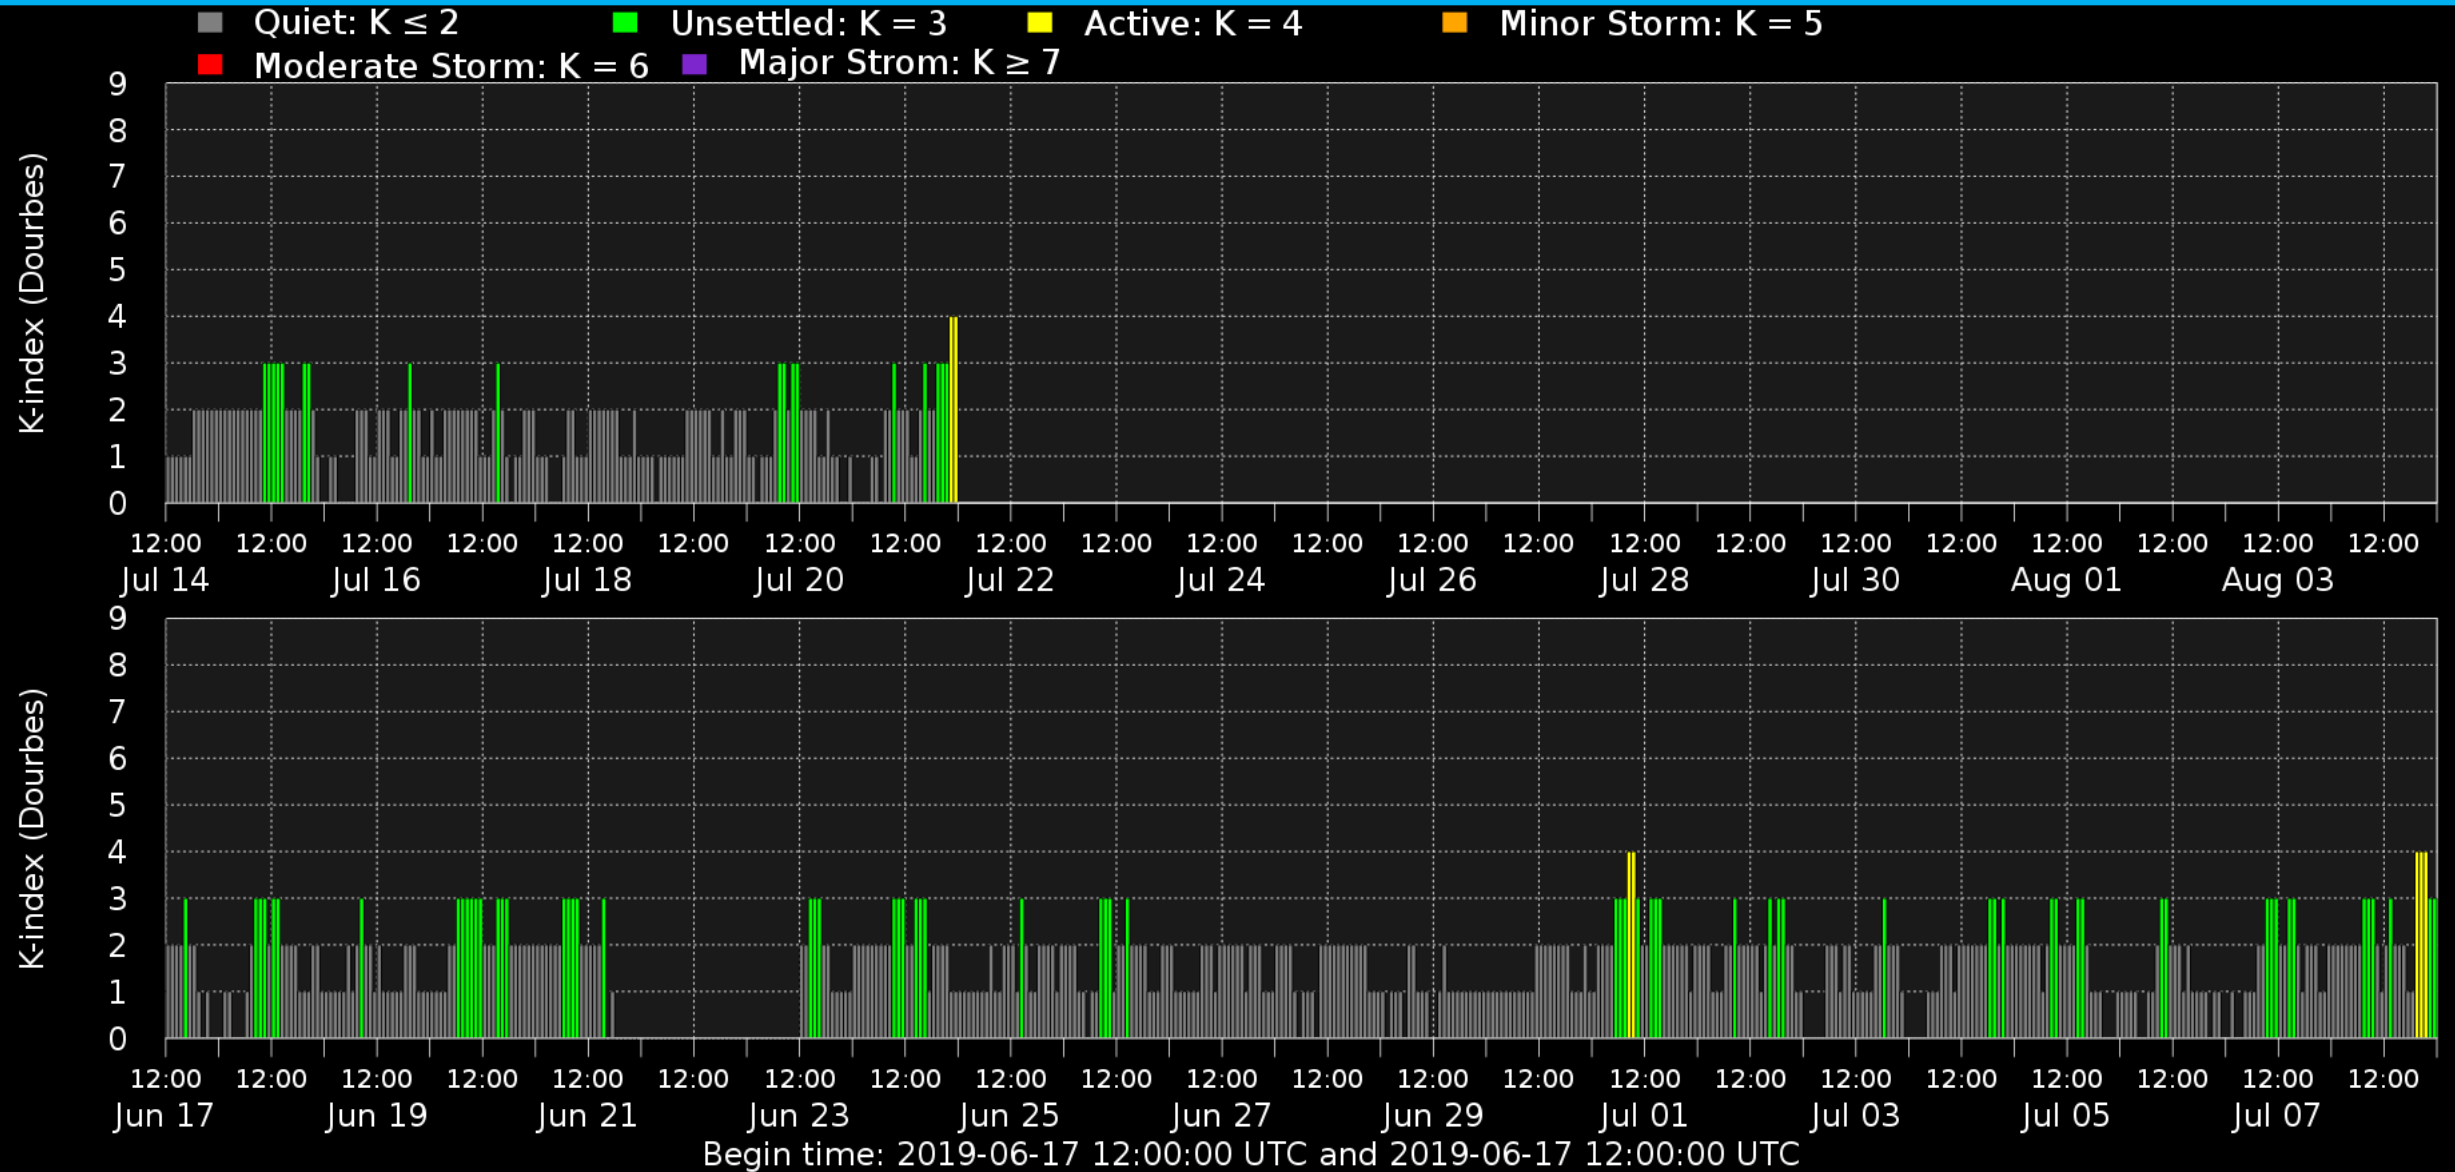 Quiet: K ≤ 2 Unsettled: K = 3 Active: K = 4 Minor Storm: K = 5
Moderate Storm: K = 6 Major Strom: K ≥ 7
K-index (Dourbes)
9
8
7
6
5
4
3
2
1
0
12:00 12:00 12:00 12:00 12:00 12:00 12:00 12:00 12:00 12:00 12:00 12:00 12:00 12:00 12:00 12:00 12:00 12:00 12:00 12:00 12:00 12:00
Jul 14 Jul 16 Jul 18 Jul 20 Jul 22 Jul 24 Jul 26 Jul 28 Jul 30 Aug 01 Aug 03
K-index (Dourbes)
9
8
7
6
5
4
3
2
1
0
12:00 12:00 12:00 12:00 12:00 12:00 12:00 12:00 12:00 12:00 12:00 12:00 12:00 12:00 12:00 12:00 12:00 12:00 12:00 12:00 12:00 12:00
Jun 17 Jun 19 Jun 21 Jun 23 Jun 25 Jun 27 Jun 29 Jul 01 Jul 03 Jul 05 Jul 07
Begin time: 2019-06-17 12:00:00 UTC and 2019-06-17 12:00:00 UTC